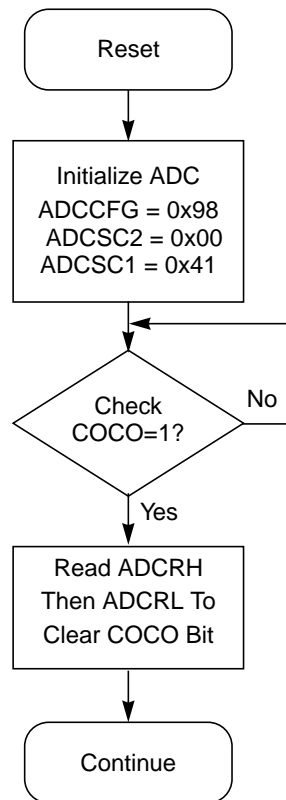 Reset
Initialize ADC
ADCCFG = 0x98
ADCSC2 = 0x00
ADCSC1 = 0x41
Check
COCO=1?
No
Yes
Read ADCRH
Then ADCRL To
Clear COCO Bit
Continue